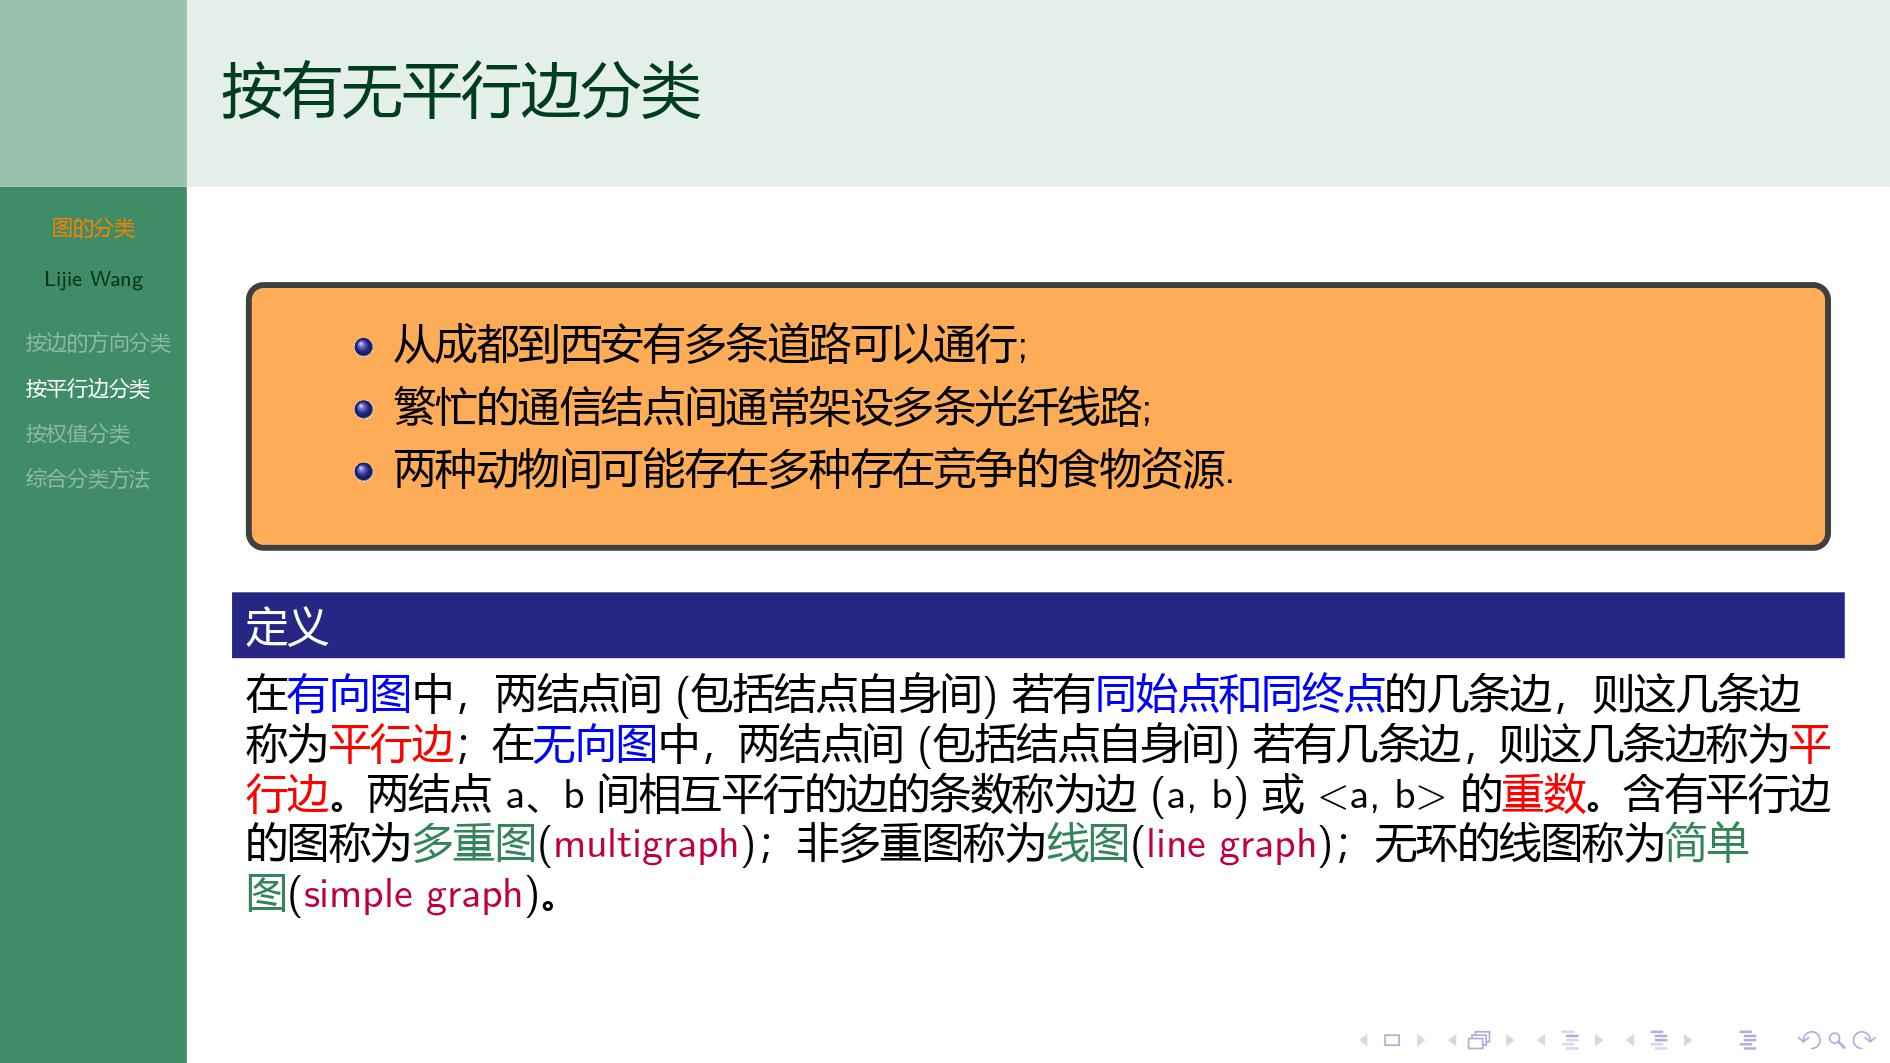 按有无平行边分类
图的分类
Lijie Wang
按边的方向分类
按平行边分类
按权值分类
综合分类方法
从成都到西安有多条道路可以通行;
繁忙的通信结点间通常架设多条光纤线路;
两种动物间可能存在多种存在竞争的食物资源.
定义
在有向图中，两结点间 (包括结点自身间) 若有同始点和同终点的几条边，则这几条边
称为平行边；在无向图中，两结点间 (包括结点自身间) 若有几条边，则这几条边称为平
行边。两结点 a、b 间相互平行的边的条数称为边 (a, b) 或 <a, b> 的重数。含有平行边
的图称为多重图(multigraph)；非多重图称为线图(line graph)；无环的线图称为简单
图(simple graph)。